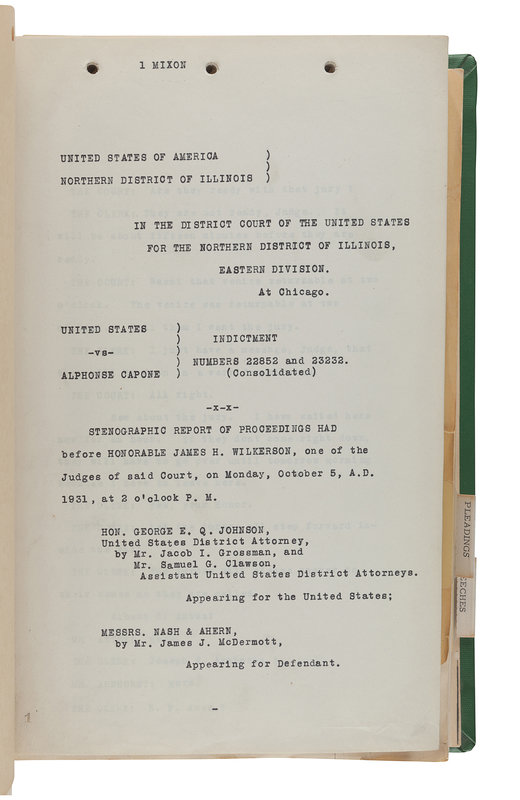 1 MIXON
UNITED STATES OF AMERICA )
NORTHERN DISTRICT OF ILLINOIS )
IN THE DISTRICT COURT OF THE UNITED STATES
FOR THE NORTHERN DISTRICT OF ILLINOIS,
EASTERN DIVISION.
At Chicago.
UNITED STATES )
) INDICTMENT
-vs- )
) NUMBERS 22852 and 23232.
ALPHONSE CAPONE ) (Consolidated)
-x-x-
STENOGRAPHIC REPORT OF PROCEEDINGS HAD
before HONORABLE JAMES H. WILKERSON, one of the
Judges of said Court, on Monday, October 5, A.D.
1931, at 2 o'clock P. M.
HON. GEORGE E. Q. JOHNSON,
United States District Attorney,
by Mr. Jacob I. Grossman, and
Mr. Samuel G. Clawson,
Assistant United States District Attorneys.
Appearing for the United States;
MESSRS. NASH & AHERN,
by Mr. James J. McDermott,
Appearing for Defendant.
-
PLEADINGS
EECHES